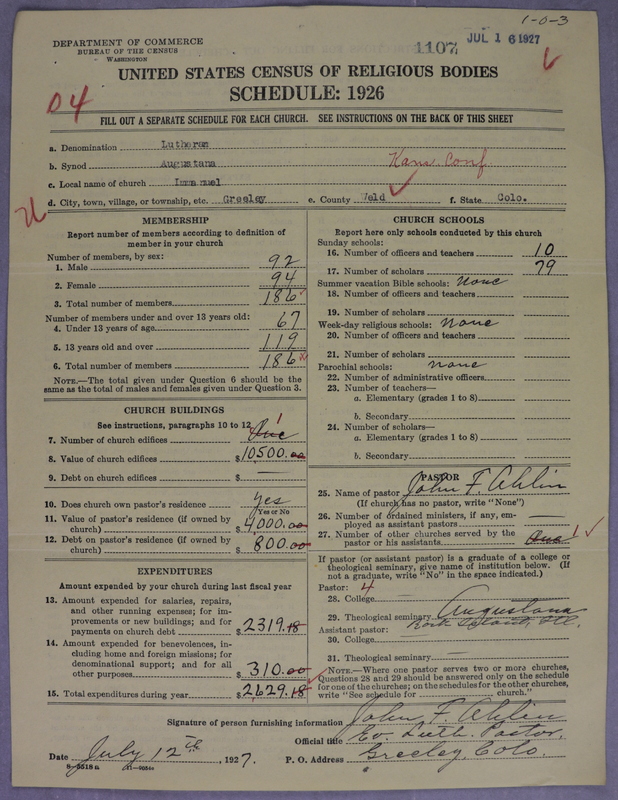 1-0-3
DEPARTMENT OF COMMERCE
BUREAU OF THE CENSUS
WASHINGTON
1107
JUL 16 1927
UNITED STATES CENSUS OF RELIGIOUS BODIES
SCHEDULE: 1926
04
FILL OUT A SEPARATE SCHEDULE FOR EACH CHURCH. SEE INSTRUCTIONS ON THE BACK OF THIS SHEET
a. Denomination Lutheran
b. Synod Augustana
Kans. Conf.
c. Local name of church Immanuel
d. City, town, village, or township, etc. Greeley e. County Weld f. State Colo.
MEMBERSHIP
Report number of members according to definition of
member in your church
Number of members, by sex:
1. Male 92
2. Female 94
3. Total number of members 186
Number of members under and over 13 years old:
4. Under 13 years of age 67
5. 13 years old and over 119
6. Total number of members 186
NOTE.—The total given under Question 6 should be the
same as the total of males and females given under Question 3.
CHURCH BUILDINGS
See instructions, paragraphs 10 to 12
7. Number of church edifices One 1
8. Value of church edifices $10500.00
9. Debt on church edifices $ —
10. Does church own pastor's residence Yes
Yes or No
11. Value of pastor's residence (if owned by
church) $4,000.00
12. Debt on pastor's residence (if owned by
church) $ 800.00
EXPENDITURES
Amount expended by your church during last fiscal year
13. Amount expended for salaries, repairs,
and other running expenses; for im-
provements or new buildings; and for
payments on church debt $2319.18
14. Amount expended for benevolences, in-
cluding home and foreign missions; for
denominational support; and for all
other purposes $310.00
15. Total expenditures during year $2,629.18
CHURCH SCHOOLS
Report here only schools conducted by this church
Sunday schools:
16. Number of officers and teachers 10
17. Number of scholars 79
Summer vacation Bible schools: None
18. Number of officers and teachers
19. Number of scholars
Week-day religious schools: None
20. Number of officers and teachers
21. Number of scholars
Parochial schools: None
22. Number of administrative officers
23. Number of teachers—
a. Elementary (grades 1 to 8)
b. Secondary
24. Number of scholars—
a. Elementary (grades 1 to 8)
b. Secondary
PASTOR
25. Name of pastor John F. Ahlin
(If church has no pastor, write "None")
26. Number of ordained ministers, if any, em-
ployed as assistant pastors —
27. Number of other churches served by the
pastor or his assistants One 1
If pastor (or assistant pastor) is a graduate of a college or
theological seminary, give name of institution below. (If
not a graduate, write "No" in the space indicated.)
Pastor: 4
28. College —
29. Theological seminary Augustana
Rock Island, Ill.
Assistant pastor:
30. College
31. Theological seminary —
NOTE.—Where one pastor serves two or more churches,
Questions 28 and 29 should be answered only on the schedule
for one of the churches; on the schedules for the other churches,
write "See schedule for church."
Signature of person furnishing information John F. Ahlin
Official title Ev. Luth. Pastor.
Date July 12th, 1927. P. O. Address Greeley, Colo.
8-5518a